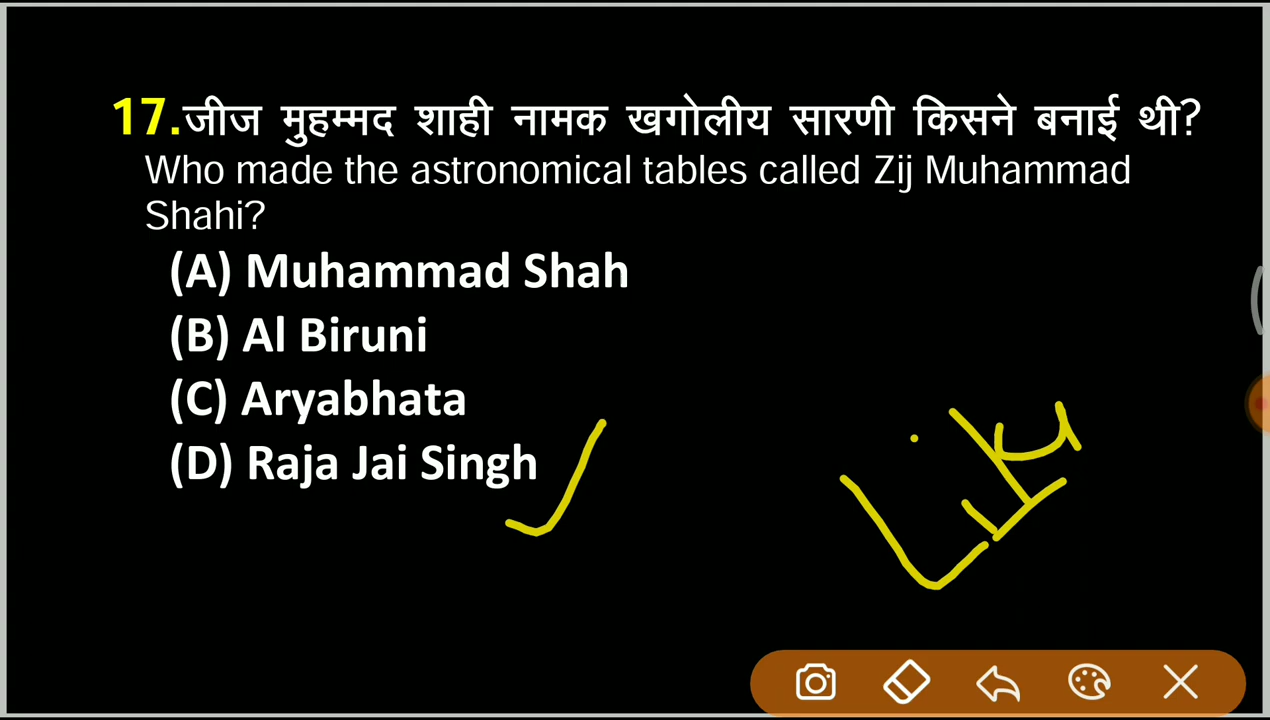 17.जीज मुहम्मद शाही नामक खगोलीय सारणी किसने बनाई थी?
Who made the astronomical tables called Zij Muhammad
Shahi?
(A) Muhammad Shah
(B) Al Biruni
(C) Aryabhata
(D) Raja Jai Singh